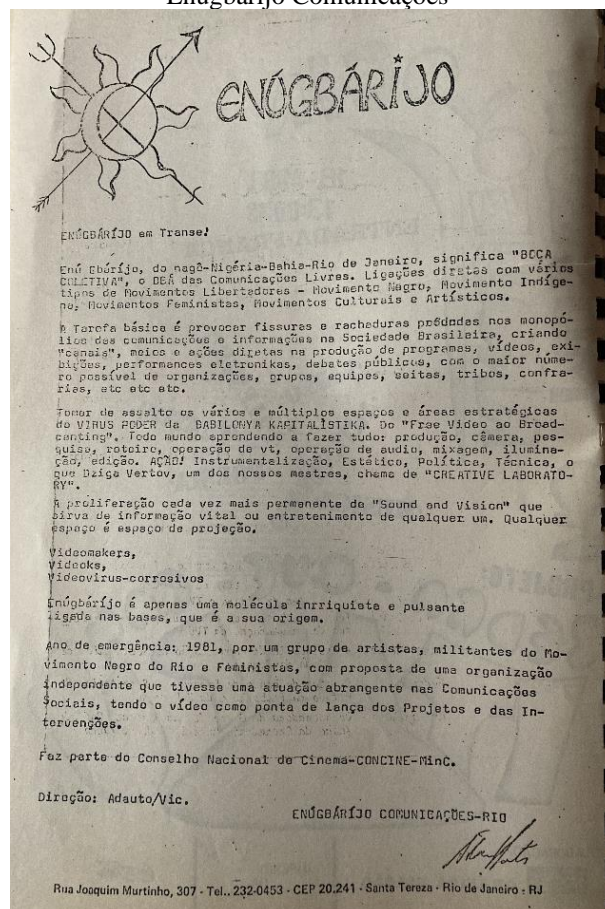 Enugbarijo Comunicações
ENÚGBÁRÍJO
ENÚGBÁRÍJO em Transe!
Enú Gbáríjo, do nagô-Nigéria-Bahia-Rio de Janeiro, significa "BOCA
COLETIVA", o DEÁ das Comunicações Livres. Ligações diretas com vários
tipos de Movimentos Libertadores - Movimento Negro, Movimento Indíge-
na, Movimentos Feministas, Movimentos Culturais e Artísticos.
A Tarefa básica é provocar fissuras e rachaduras nos monopó-
lios das comunicações e informações na Sociedade Brasileira, criando
"canais", meios e ações diretas na produção de programas, vídeos, exi-
bições, performances eletronikas, debates públicos, com o maior núme-
ro possível de organizações, grupos, equipes, seitas, tribos, confra-
rias, etc etc etc.
Tomar de assalto os vários e múltiplos espaços e áreas estratégicas
do VIRUS PODER da BABILONYA KAPITALÍSTIKA. Do "Free Video ao Broad-
casting". Todo mundo aprendendo a fazer tudo: produção, câmera, pes-
quisa, roteiro, operação de vt, operação de audio, mixagem, ilumina-
ção, edição. AÇÃO! Instrumentalização, Estética, Política, Técnica, o
que Dziga Vertov, um dos nossos mestres, chama de "CREATIVE LABORATO-
RY".
A proliferação cada vez mais permanente de "Sound and Vision" que
sirva de informação vital ou entretenimento de qualquer um. Qualquer
espaço é espaço de projeção.
Videomakers,
Videoks,
Videovirus-corrosivos
Enúgbáríjo é apenas uma molécula inrriquieta e pulsante
ligada nas bases, que é a sua origem.
Ano de emergência: 1981, por um grupo de artistas, militantes do Mo-
vimento Negro do Rio e Feministas, com proposta de uma organização
independente que tivesse uma atuação abrangente nas Comunicações
Sociais, tendo o vídeo como ponta de lança dos Projetos e das In-
tervenções.
Faz parte do Conselho Nacional de Cinema-CONCINE-MinC.
Direção: Adauto/Vic.
ENÚGBÁRÍJO COMUNICAÇÕES-RIO
Rua Joaquim Murtinho, 307 - Tel.. 232-0453 - CEP 20.241 - Santa Tereza - Rio de Janeiro - RJ